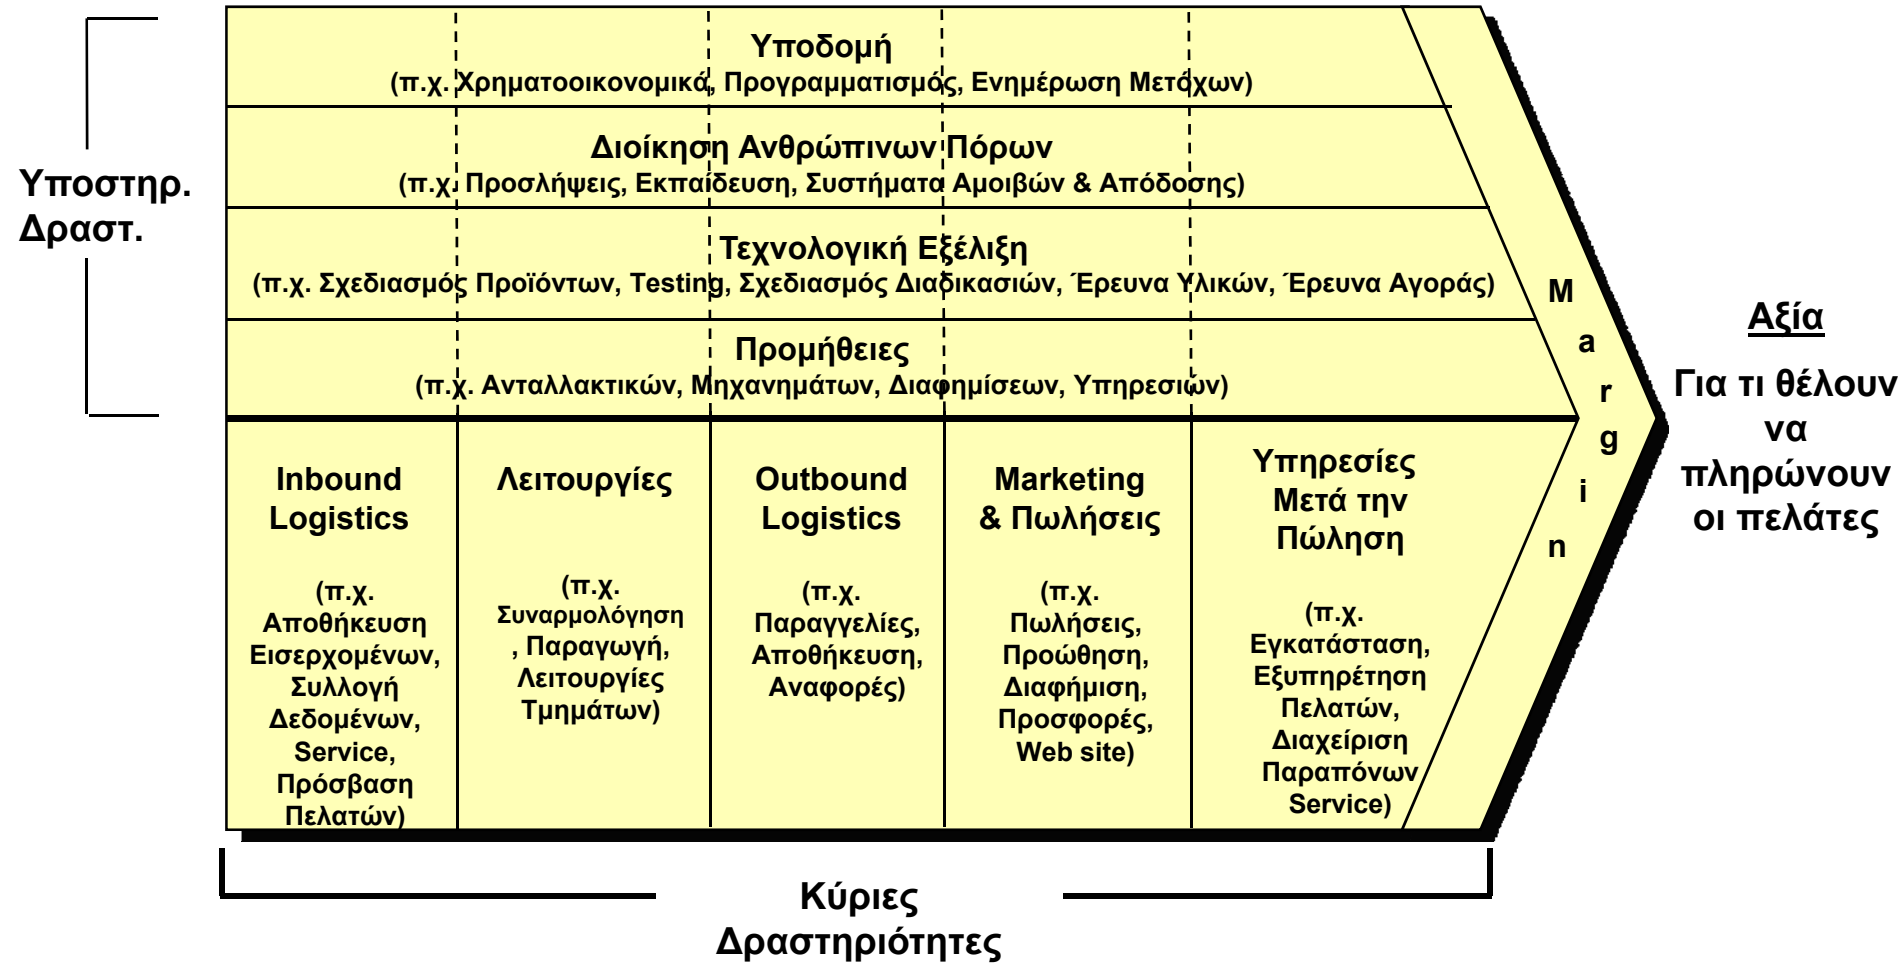 Υποδομή
(π.χ. Χρηματοοικονομικά, Προγραμματισμός, Ενημέρωση Μετόχων)
Διοίκηση Ανθρώπινων Πόρων
(π.χ. Προσλήψεις, Εκπαίδευση, Συστήματα Αμοιβών & Απόδοσης)
Υποστηρ.
Δραστ.
Τεχνολογική Εξέλιξη
(π.χ. Σχεδιασμός Προϊόντων, Testing, Σχεδιασμός Διαδικασιών, Έρευνα Υλικών, Έρευνα Αγοράς)
Προμήθειες
(π.χ. Ανταλλακτικών, Μηχανημάτων, Διαφημίσεων, Υπηρεσιών)
Inbound
Logistics
(π.χ.
Αποθήκευση
Εισερχομένων,
Συλλογή
Δεδομένων,
Service,
Πρόσβαση
Πελατών)
Λειτουργίες
(π.χ.
Συναρμολόγηση
, Παραγωγή,
Λειτουργίες
Τμημάτων)
Outbound
Logistics
(π.χ.
Παραγγελίες,
Αποθήκευση,
Αναφορές)
Marketing
& Πωλήσεις
(π.χ.
Πωλήσεις,
Προώθηση,
Διαφήμιση,
Προσφορές,
Web site)
Υπηρεσίες
Μετά την
Πώληση
(π.χ.
Εγκατάσταση,
Εξυπηρέτηση
Πελατών,
Διαχείριση
Παραπόνων
Service)
M
a
r
g
i
n
Αξία
Για τι θέλουν
να
πληρώνουν
οι πελάτες
Κύριες
Δραστηριότητες